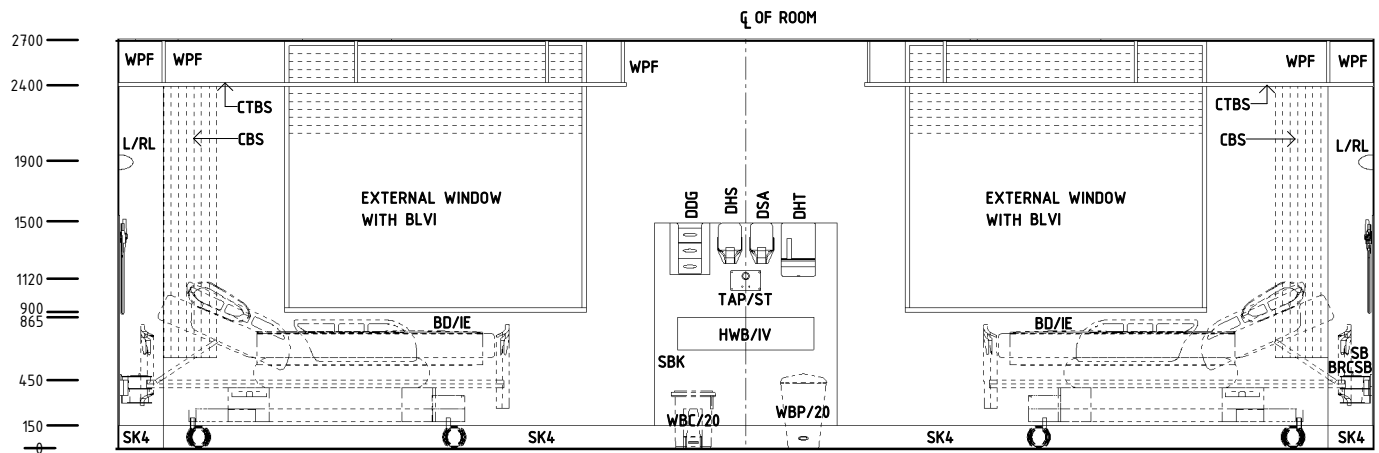 ℄ OF ROOM
2700
WPF
WPF
WPF
WPF
WPF
2400
CTBS
CTBS
CBS
CBS
L/RL
L/RL
1900
EXTERNAL WINDOW
WITH BLVI
EXTERNAL WINDOW
WITH BLVI
DDG
DHS
DSA
DHT
1500
1120
TAP/ST
900
865
BD/IE
HWB/IV
BD/IE
SBK
SB
BRCSB
450
WBC/20
WBP/20
150
SK4
SK4
SK4
SK4
0